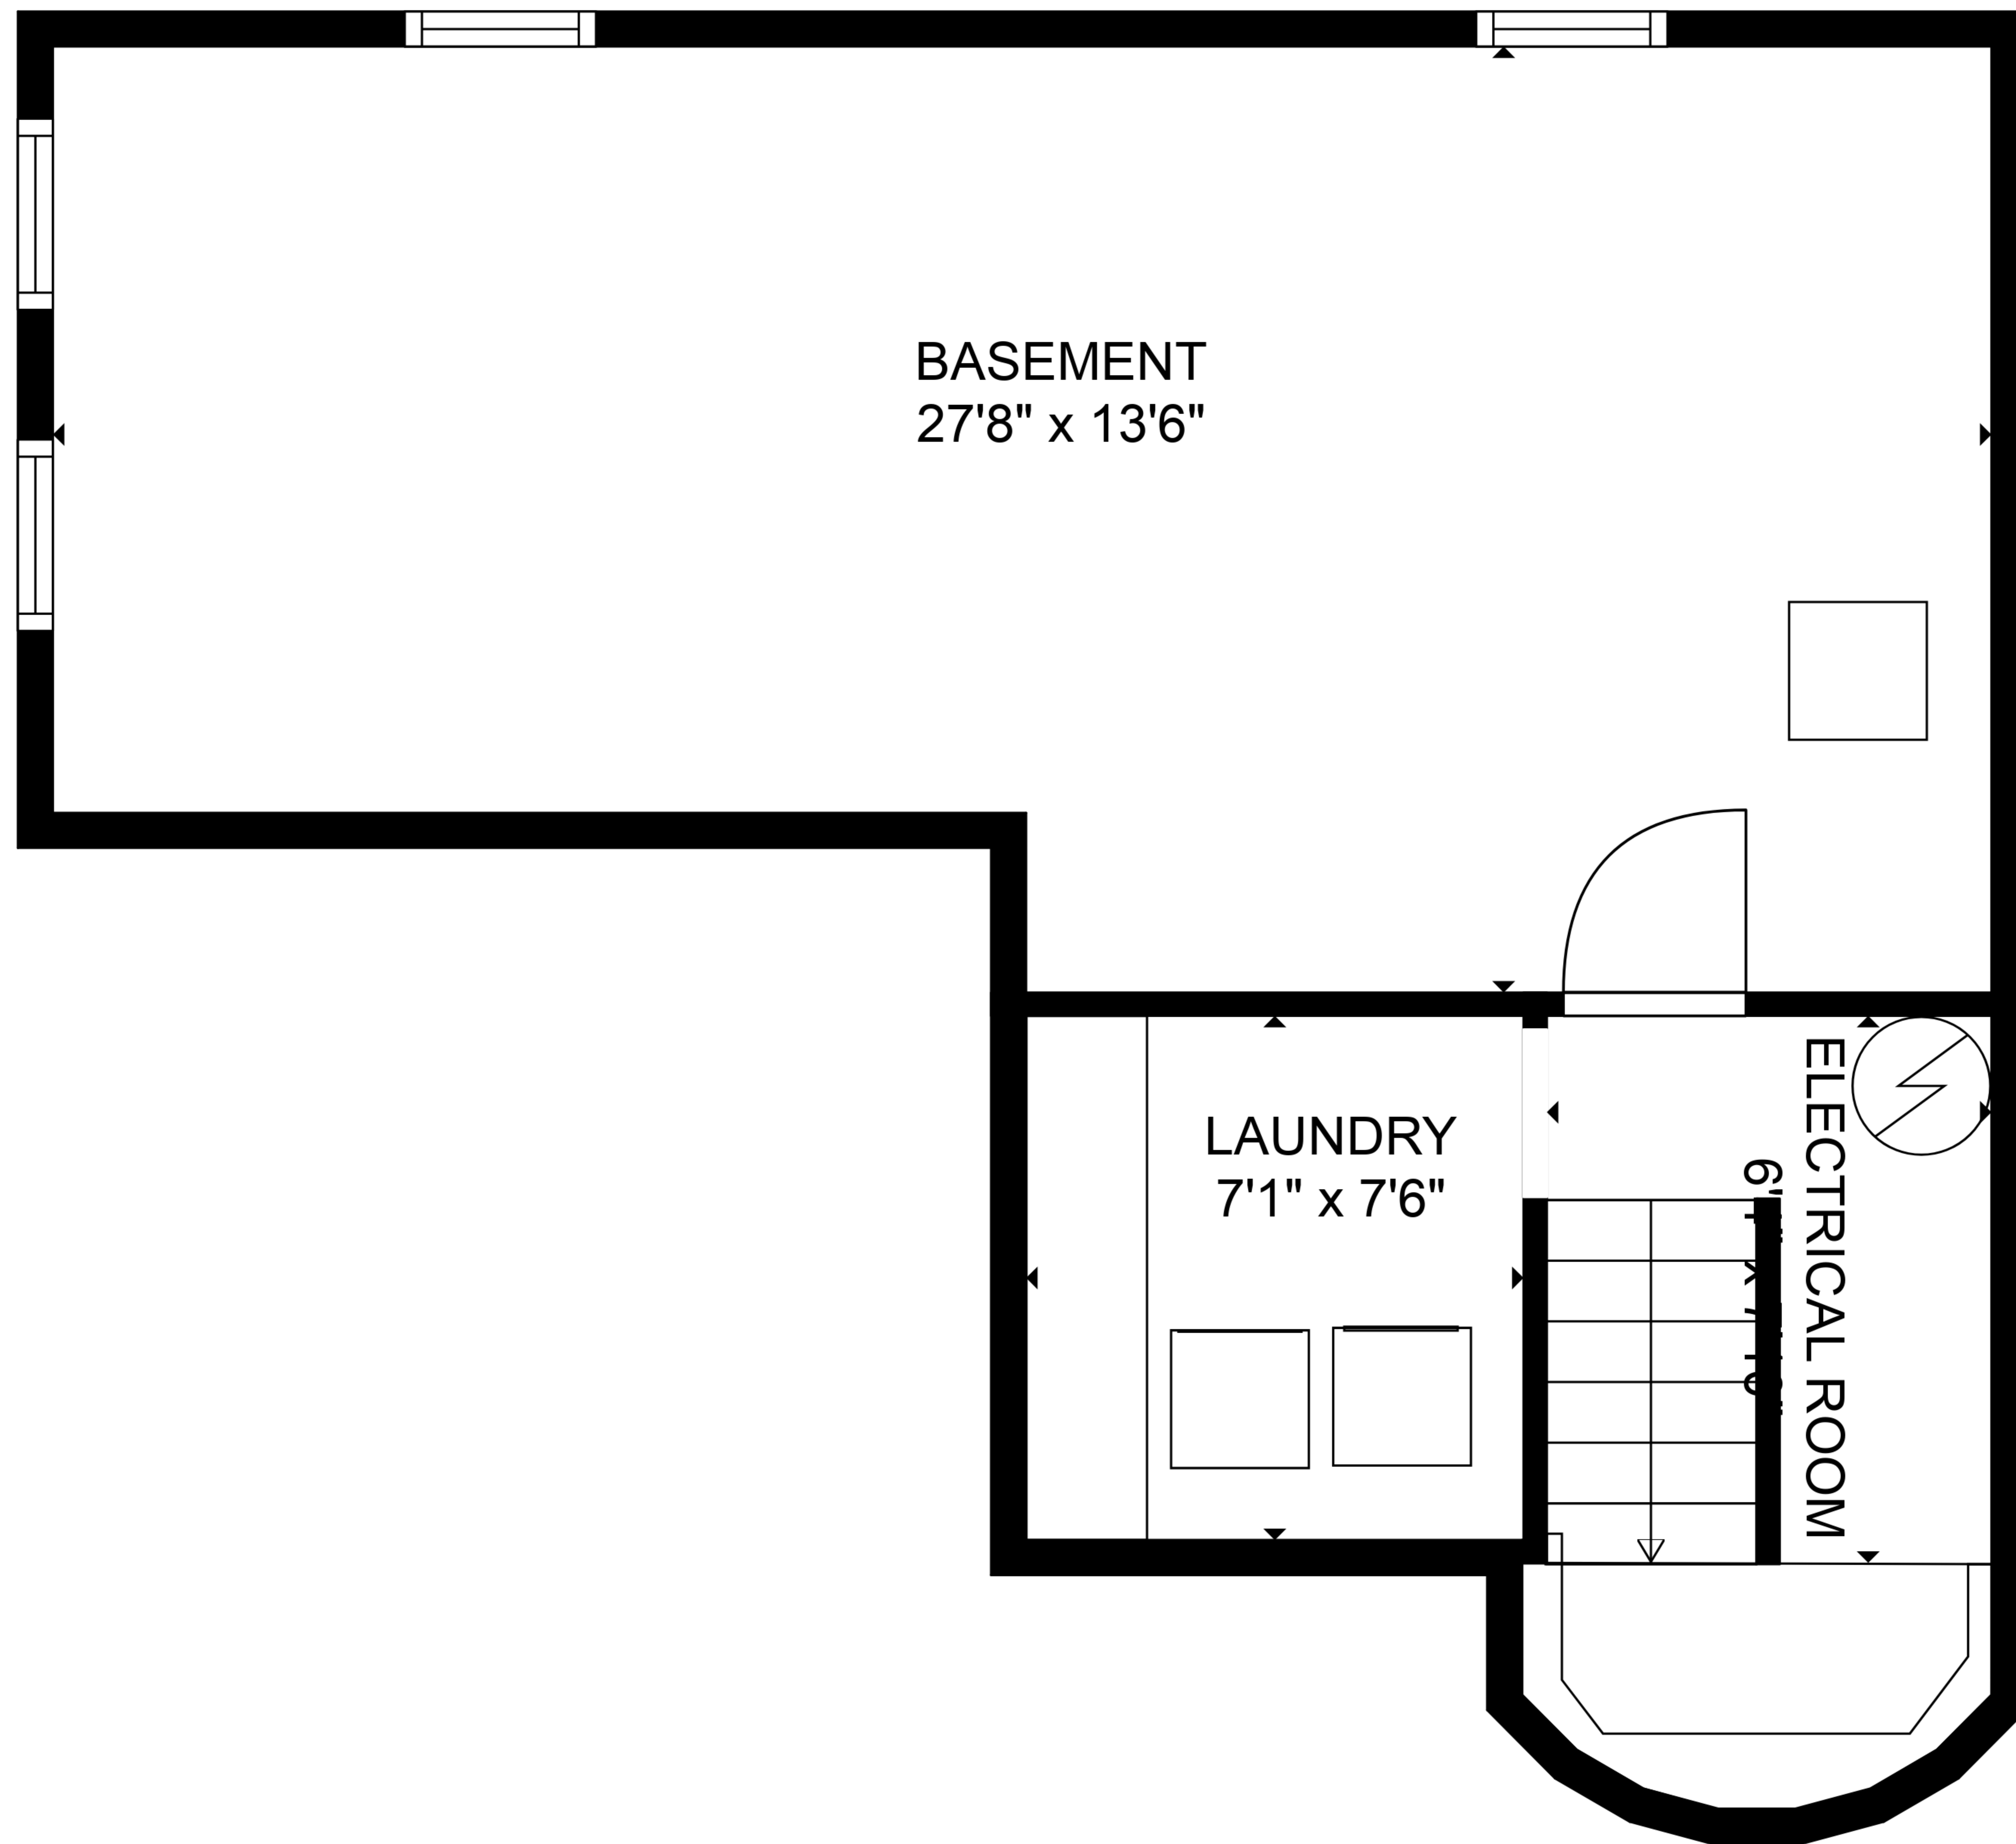 BASEMENT
27'8" x 13'6"
LAUNDRY
7'1" x 7'6"
ELECTRICAL ROOM